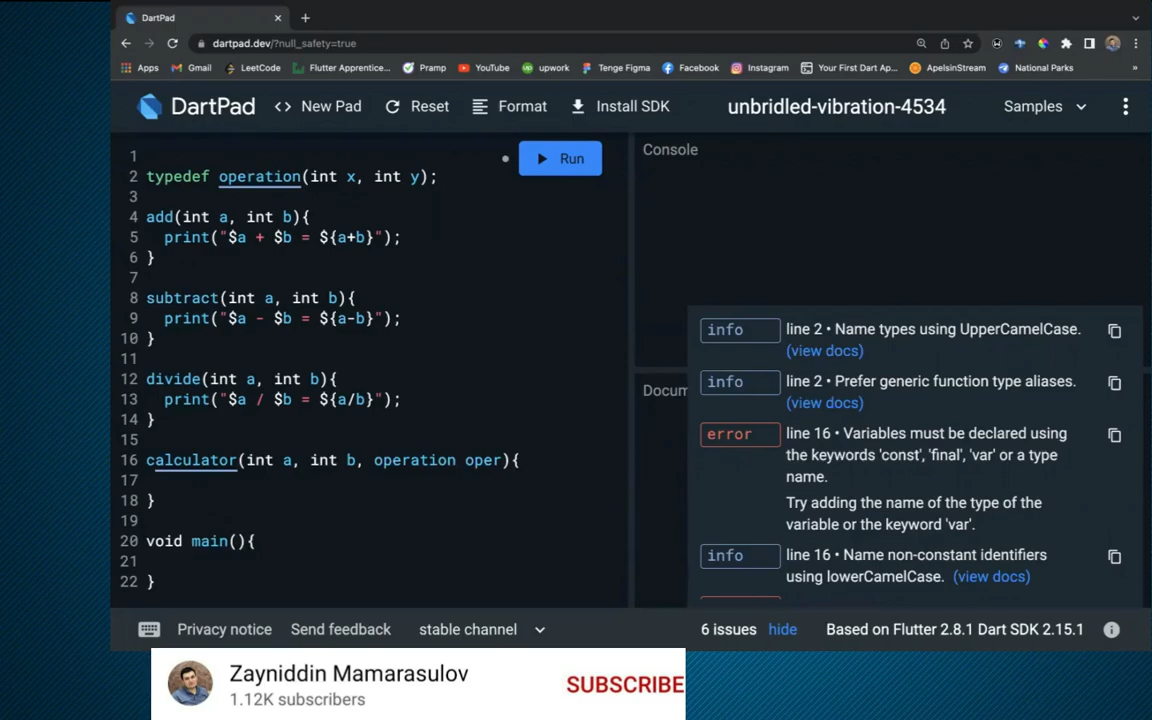 DartPad
dartpad.dev/?null_safety=true
Apps Gmail LeetCode Flutter Apprentice... Pramp YouTube upwork Tenge Figma Facebook Instagram Your First Dart Ap... ApelsinStream National Parks »
DartPad <> New Pad Reset Format Install SDK unbridled-vibration-4534 Samples
Run
Console
1
2 typedef operation(int x, int y);
3
4 add(int a, int b){
5 print("$a + $b = ${a+b}");
6 }
7
8 subtract(int a, int b){
9 print("$a - $b = ${a-b}");
10 }
11
12 divide(int a, int b){
13 print("$a / $b = ${a/b}");
14 }
15
16 calculator(int a, int b, operation oper){
17
18 }
19
20 void main(){
21
22 }
info line 2 • Name types using UpperCamelCase.
(view docs)
info line 2 • Prefer generic function type aliases.
(view docs)
Docum
error line 16 • Variables must be declared using
the keywords 'const', 'final', 'var' or a type
name.
Try adding the name of the type of the
variable or the keyword 'var'.
info line 16 • Name non-constant identifiers
using lowerCamelCase. (view docs)
Privacy notice Send feedback stable channel 6 issues hide Based on Flutter 2.8.1 Dart SDK 2.15.1
Zayniddin Mamarasulov
1.12K subscribers
SUBSCRIBE